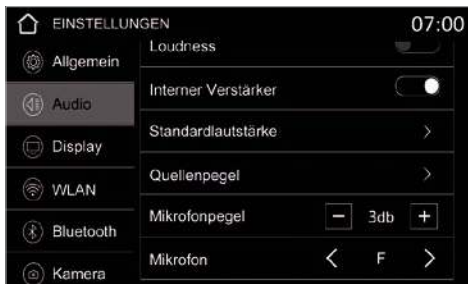 EINSTELLUNGEN 07:00
Allgemein
Audio
Display
WLAN
Bluetooth
Kamera
Loudness
Interner Verstärker
Standardlautstärke
Quellenpegel
Mikrofonpegel − 3db +
Mikrofon < F >